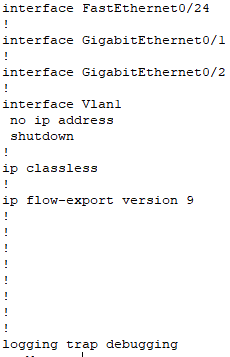 interface FastEthernet0/24
!
interface GigabitEthernet0/1
!
interface GigabitEthernet0/2
!
interface Vlan1
 no ip address
 shutdown
!
ip classless
!
ip flow-export version 9
!
!
!
!
!
!
!
!
logging trap debugging